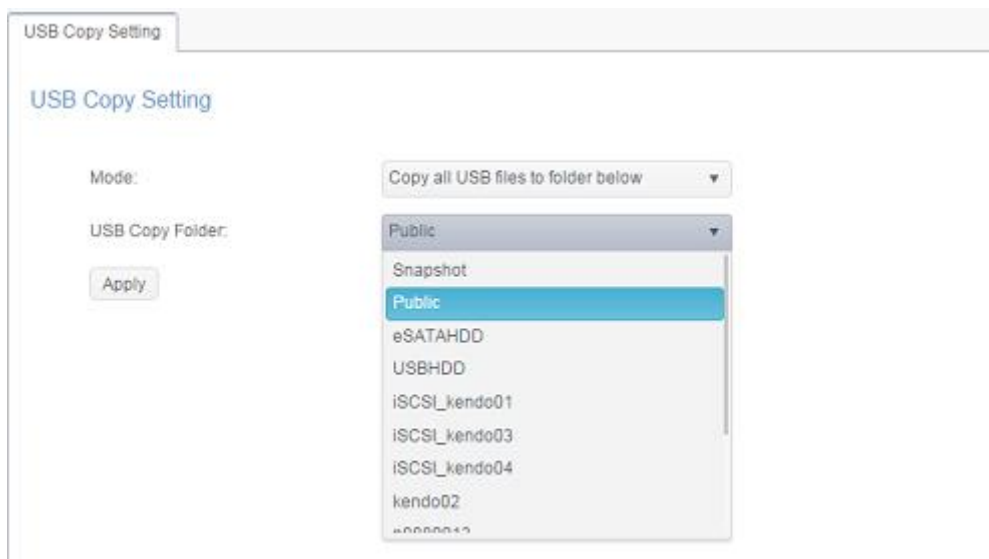 USB Copy Setting
USB Copy Setting
Mode:
Copy all USB files to folder below
USB Copy Folder:
Public
Apply
Snapshot
Public
eSATAHDD
USBHDD
iSCSI_kendo01
iSCSI_kendo03
iSCSI_kendo04
kendo02